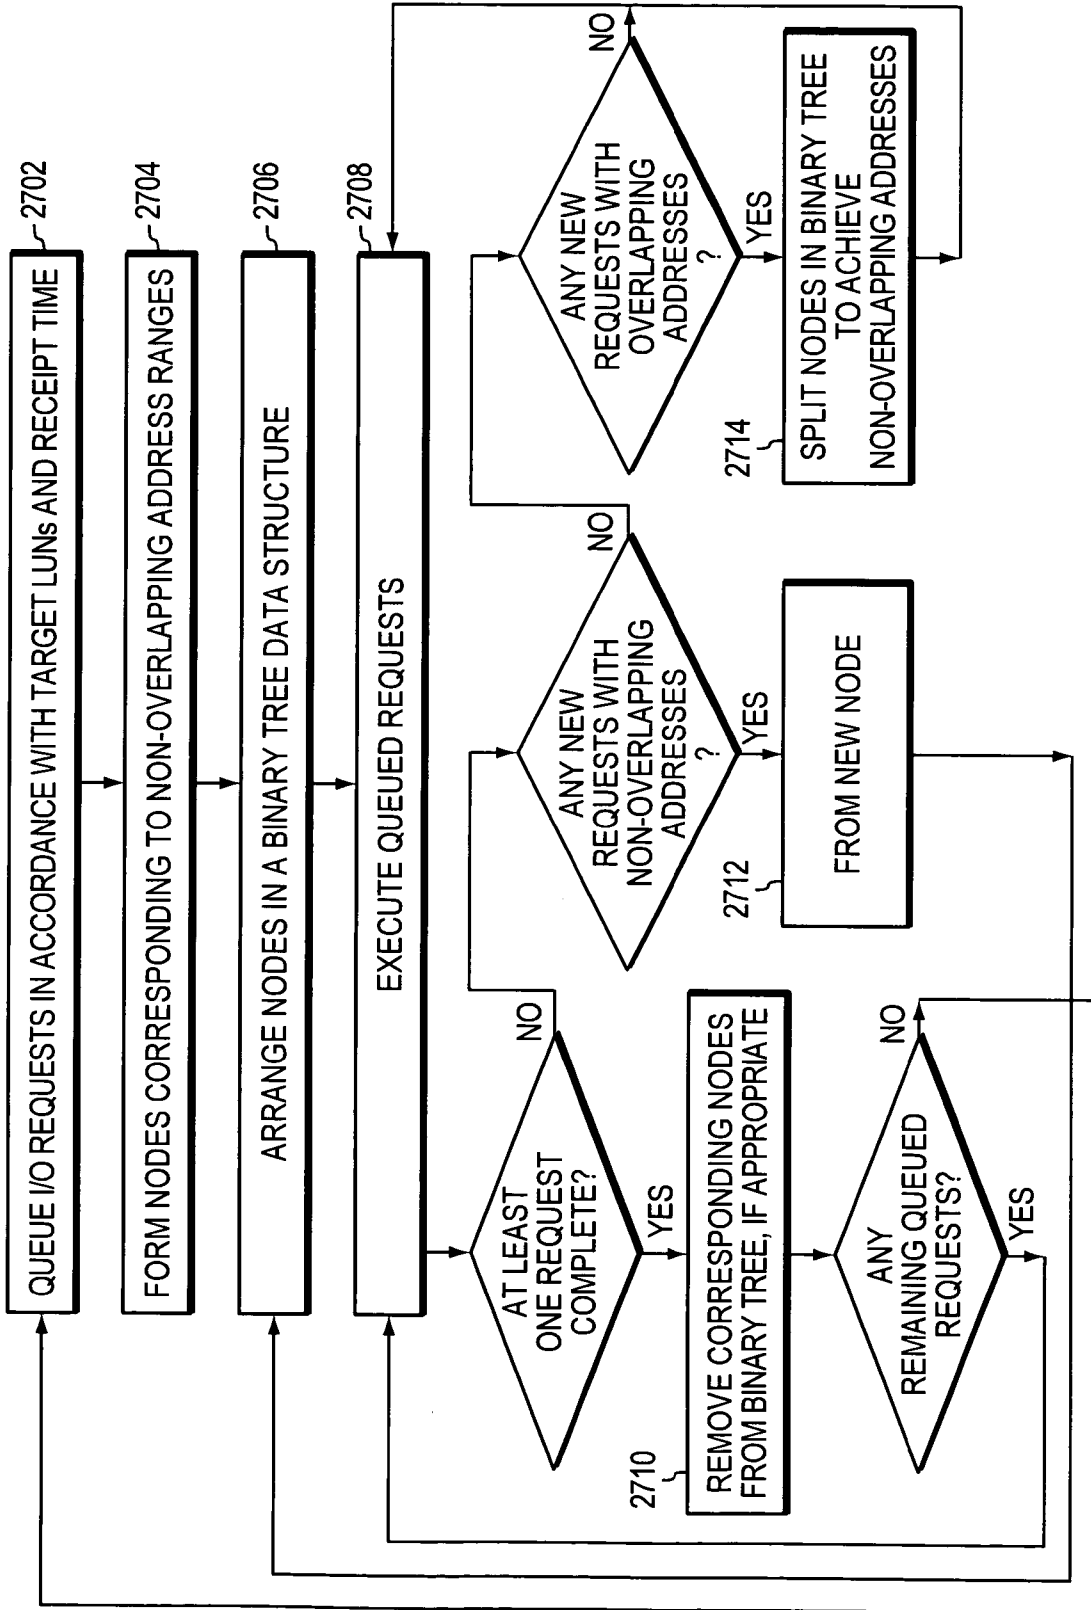 QUEUE I/O REQUESTS IN ACCORDANCE WITH TARGET LUNs AND RECEIPT TIME
2702
FORM NODES CORRESPONDING TO NON-OVERLAPPING ADDRESS RANGES
2704
ARRANGE NODES IN A BINARY TREE DATA STRUCTURE
2706
EXECUTE QUEUED REQUESTS
2708
AT LEAST
ONE REQUEST
COMPLETE?
NO
YES
2710
REMOVE CORRESPONDING NODES
FROM BINARY TREE, IF APPROPRIATE
ANY
REMAINING QUEUED
REQUESTS?
NO
YES
ANY NEW
REQUESTS WITH
NON-OVERLAPPING
ADDRESSES
?
NO
YES
2712
FROM NEW NODE
ANY NEW
REQUESTS WITH
OVERLAPPING
ADDRESSES
?
NO
YES
2714
SPLIT NODES IN BINARY TREE
TO ACHIEVE
NON-OVERLAPPING ADDRESSES